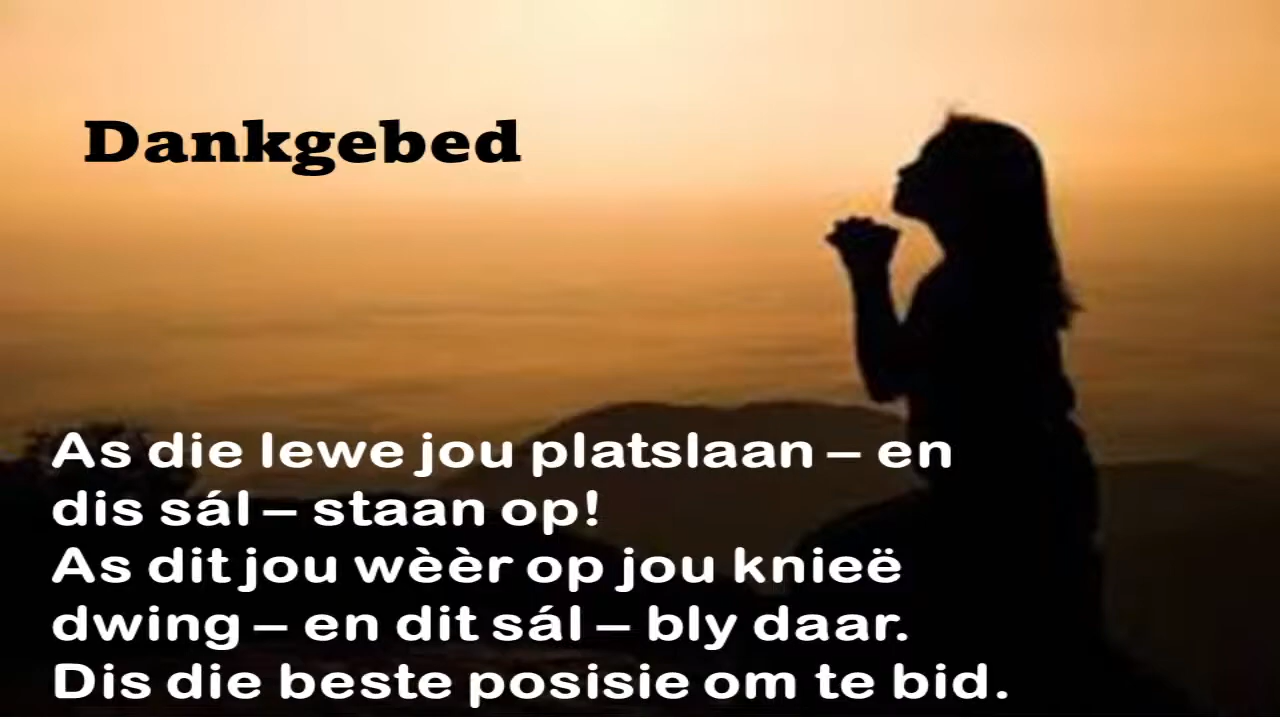 Dankgebed
As die lewe jou platslaan – en
dis sál – staan op!
As dit jou wèèr op jou knieë
dwing – en dit sál – bly daar.
Dis die beste posisie om te bid.